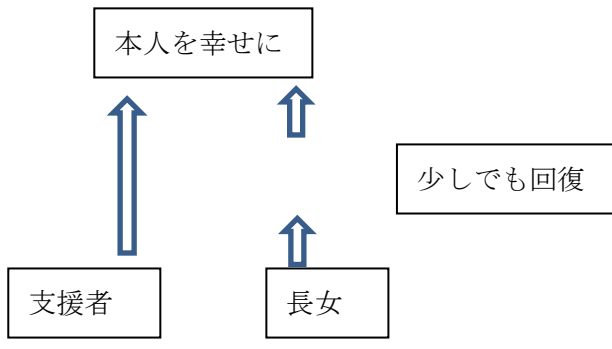 本人を幸せに
少しでも回復
支援者
長女